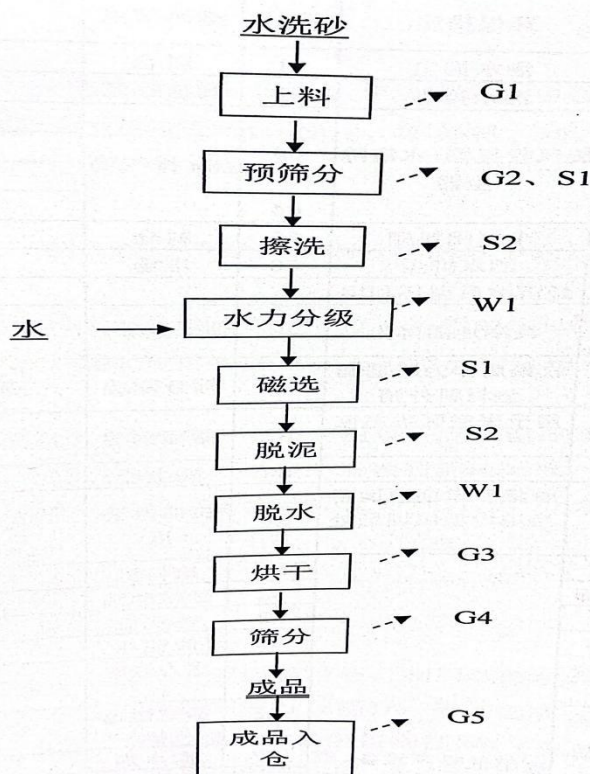 水洗砂
上料 G1
预筛分 G2、S1
擦洗 S2
水 水力分级 W1
磁选 S1
脱泥 S2
脱水 W1
烘干 G3
筛分 G4
成品
成品入 G5
仓